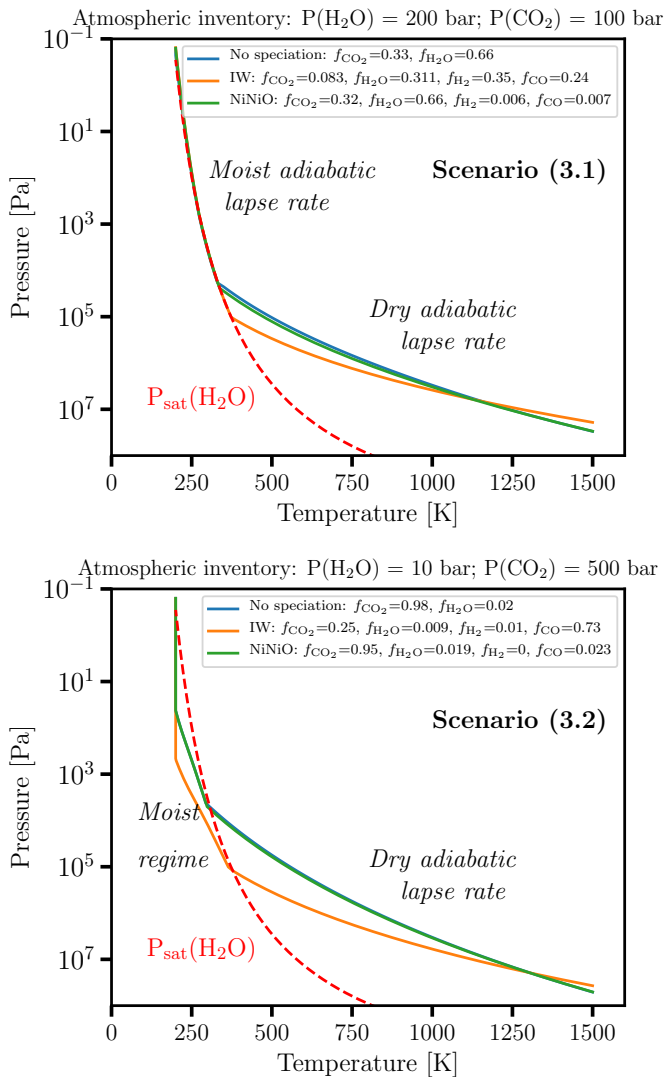 Atmospheric inventory: P(H₂O) = 200 bar; P(CO₂) = 100 bar
No speciation: f_CO₂=0.33, f_H₂O=0.66
IW: f_CO₂=0.083, f_H₂O=0.311, f_H₂=0.35, f_CO=0.24
NiNiO: f_CO₂=0.32, f_H₂O=0.66, f_H₂=0.006, f_CO=0.007
10⁻¹
10¹
10³
10⁵
10⁷
Pressure [Pa]
Moist adiabatic
lapse rate
Scenario (3.1)
Dry adiabatic
lapse rate
P_sat(H₂O)
0 250 500 750 1000 1250 1500
Temperature [K]
Atmospheric inventory: P(H₂O) = 10 bar; P(CO₂) = 500 bar
No speciation: f_CO₂=0.98, f_H₂O=0.02
IW: f_CO₂=0.25, f_H₂O=0.009, f_H₂=0.01, f_CO=0.73
NiNiO: f_CO₂=0.95, f_H₂O=0.019, f_H₂=0, f_CO=0.023
10⁻¹
10¹
10³
10⁵
10⁷
Pressure [Pa]
Scenario (3.2)
Moist
regime
Dry adiabatic
lapse rate
P_sat(H₂O)
0 250 500 750 1000 1250 1500
Temperature [K]